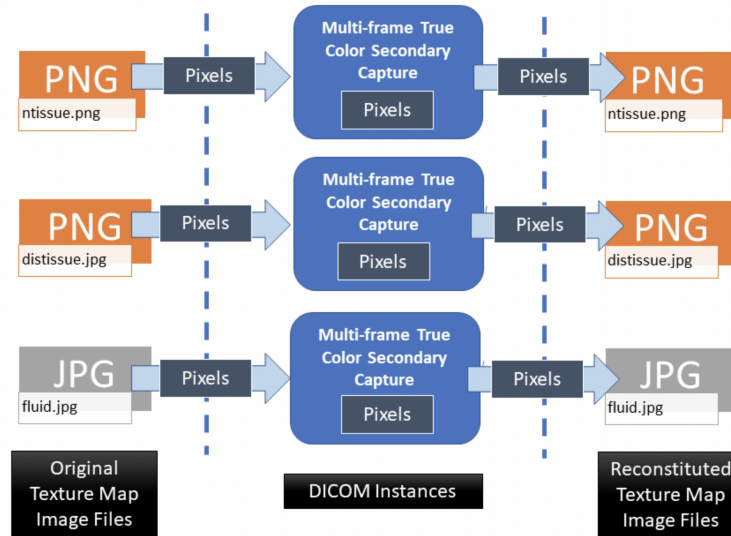 Multi-frame True
Color Secondary
Capture
PNG
Pixels
Pixels
Pixels
PNG
ntissue.png
ntissue.png
Multi-frame True
Color Secondary
Capture
PNG
Pixels
Pixels
Pixels
PNG
distissue.jpg
distissue.jpg
Multi-frame True
Color Secondary
Capture
JPG
Pixels
Pixels
Pixels
JPG
fluid.jpg
fluid.jpg
Original
Texture Map
Image Files
DICOM Instances
Reconstituted
Texture Map
Image Files